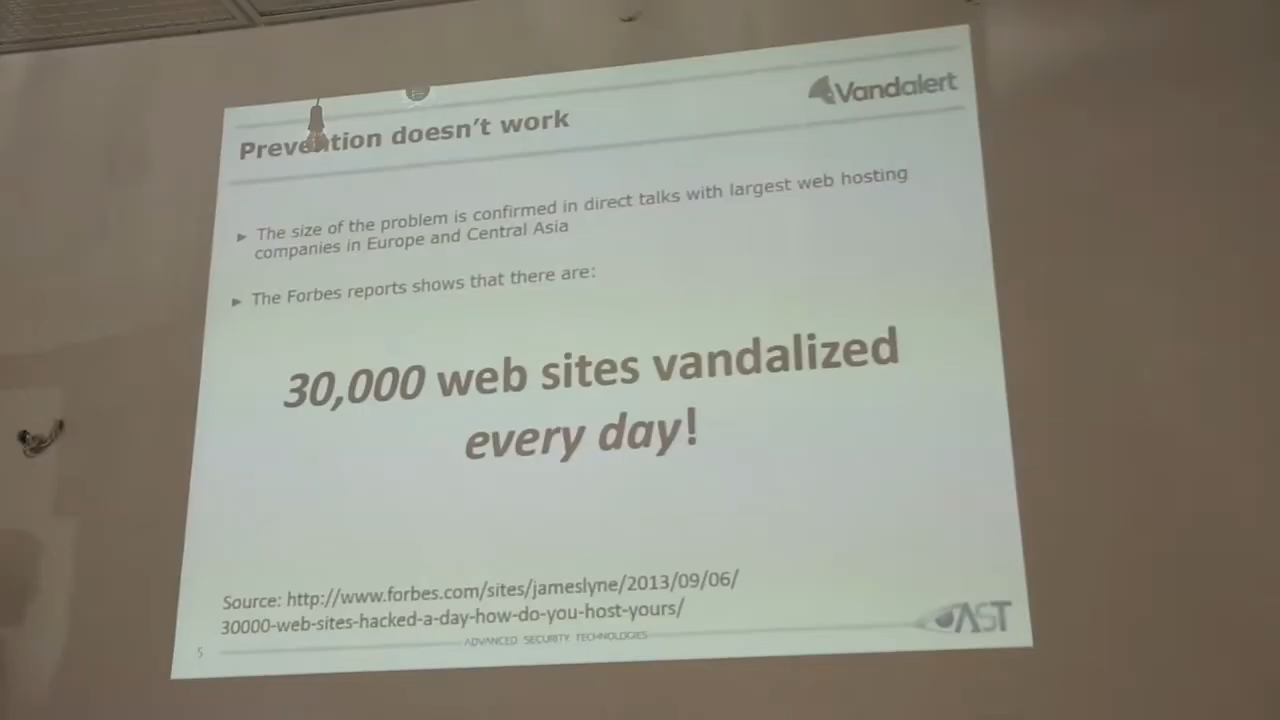 Vandalert
Prevention doesn't work
► The size of the problem is confirmed in direct talks with largest web hosting
companies in Europe and Central Asia
► The Forbes reports shows that there are:
30,000 web sites vandalized
every day!
Source: http://www.forbes.com/sites/jameslyne/2013/09/06/
30000-web-sites-hacked-a-day-how-do-you-host-yours/
5
ADVANCED SECURITY TECHNOLOGIES
AST